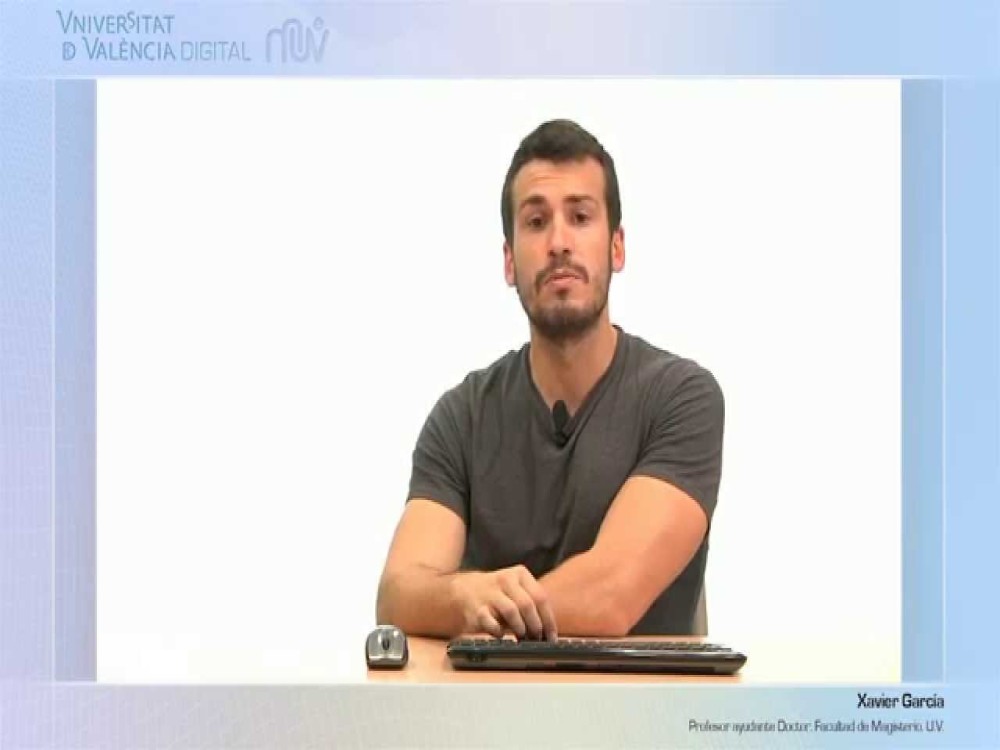 VNIVERSITAT
D VALÈNCIA DIGITAL
Xavier García
Profesor ayudante Doctor. Facultad de Magisterio. U.V.